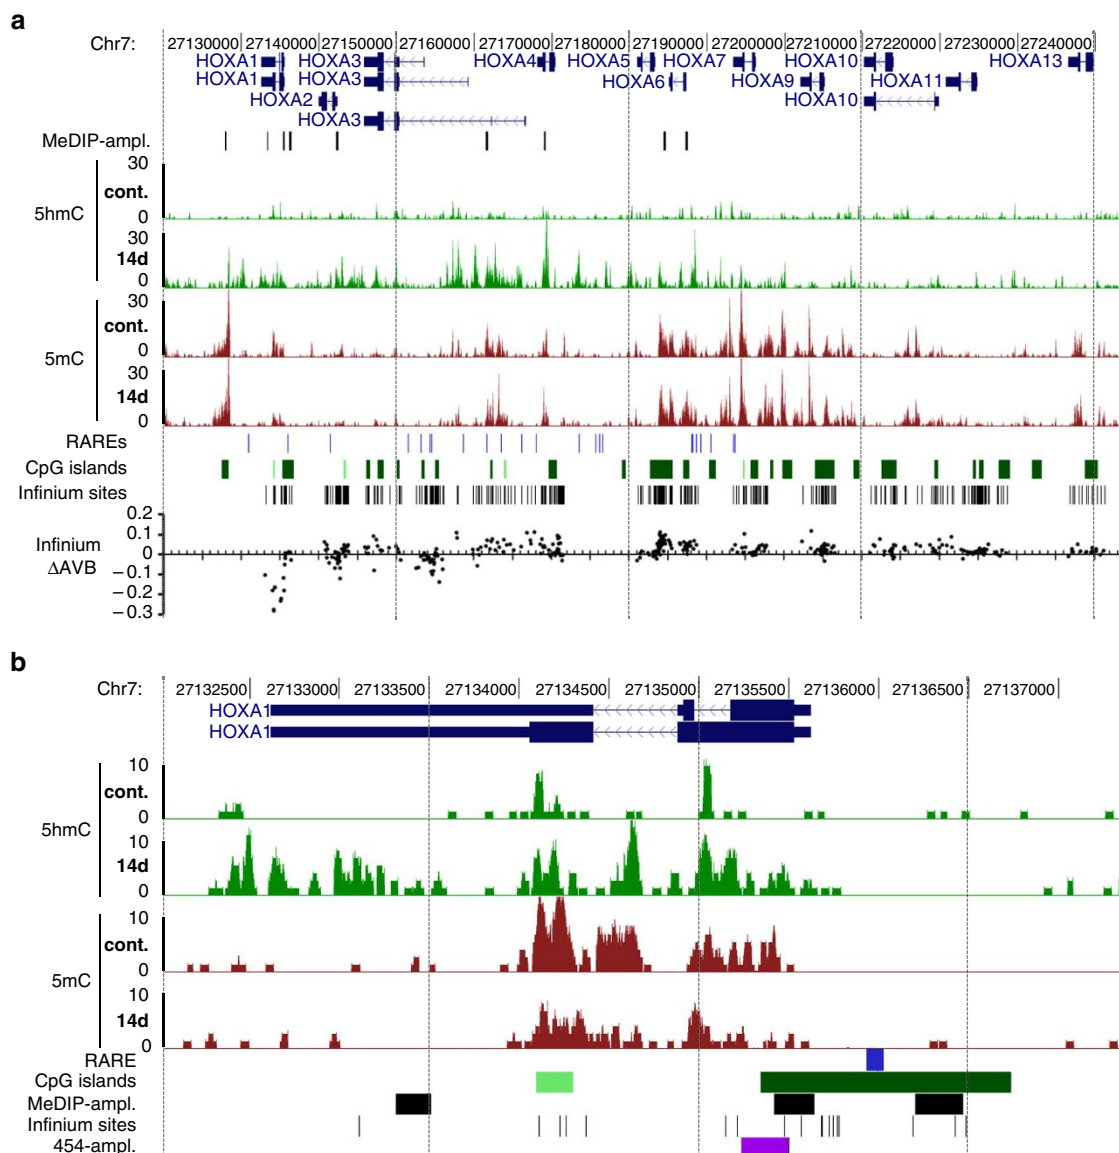 a
Chr7: 27130000 27140000 27150000 27160000 27170000 27180000 27190000 27200000 27210000 27220000 27230000 27240000
HOXA1 HOXA3 HOXA4 HOXA5 HOXA7 HOXA10 HOXA13
HOXA1 HOXA3 HOXA6 HOXA9 HOXA11
HOXA2 HOXA10
HOXA3
MeDIP-ampl.
30
cont.
5hmC
0
30
14d
0
30
cont.
5mC
0
30
14d
0
RAREs
CpG islands
Infinium sites
0.2
0.1
Infinium
0
ΔAVB
−0.1
−0.2
−0.3
b
Chr7: 27132500 27133000 27133500 27134000 27134500 27135000 27135500 27136000 27136500 27137000
HOXA1
HOXA1
10
cont.
0
5hmC
10
14d
0
10
cont.
0
5mC
10
14d
0
RARE
CpG islands
MeDIP-ampl.
Infinium sites
454-ampl.